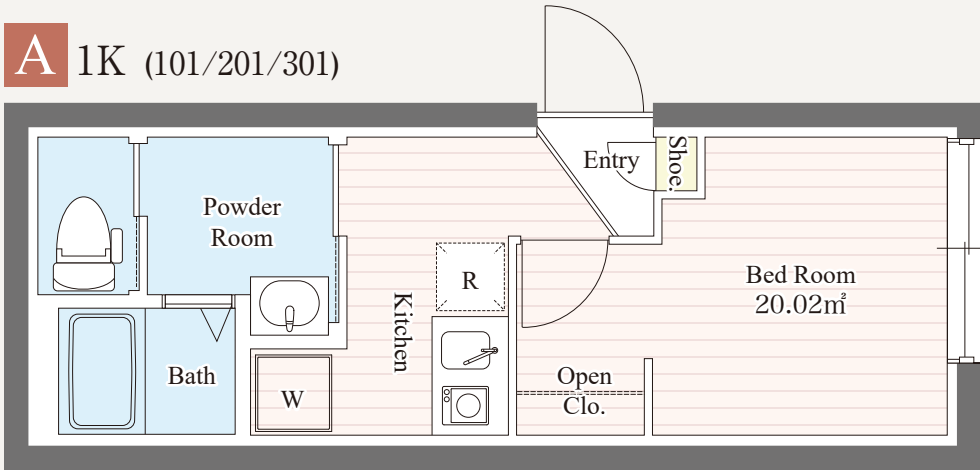 A 1K (101/201/301)
Entry
Shoe.
Powder
Room
R
Kitchen
Bed Room
20.02㎡
Bath
W
Open
Clo.